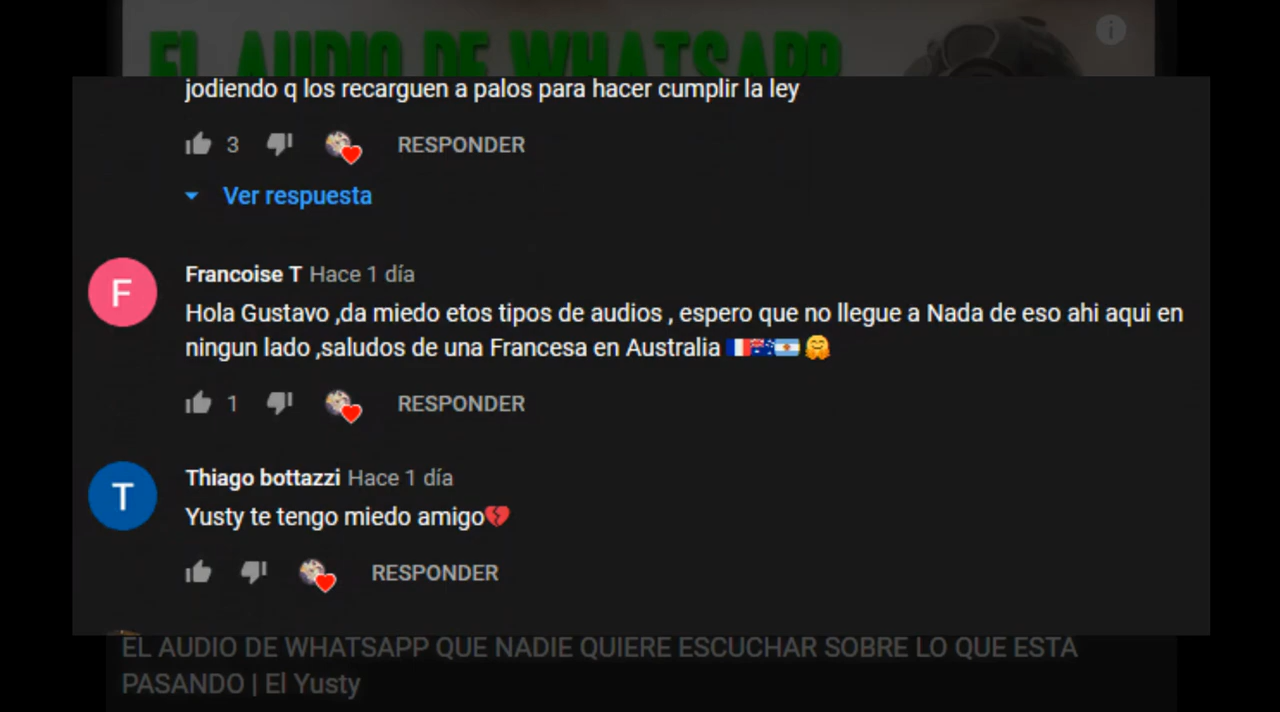 EL AUDIO DE WHATSAPP
jodiendo q los recarguen a palos para hacer cumplir la ley
3 RESPONDER
Ver respuesta
F
Francoise T Hace 1 día
Hola Gustavo ,da miedo etos tipos de audios , espero que no llegue a Nada de eso ahi aqui en
ningun lado ,saludos de una Francesa en Australia 🇫🇷🇦🇺🇦🇷🤗
1 RESPONDER
T
Thiago bottazzi Hace 1 día
Yusty te tengo miedo amigo💔
RESPONDER
EL AUDIO DE WHATSAPP QUE NADIE QUIERE ESCUCHAR SOBRE LO QUE ESTA
PASANDO | El Yusty